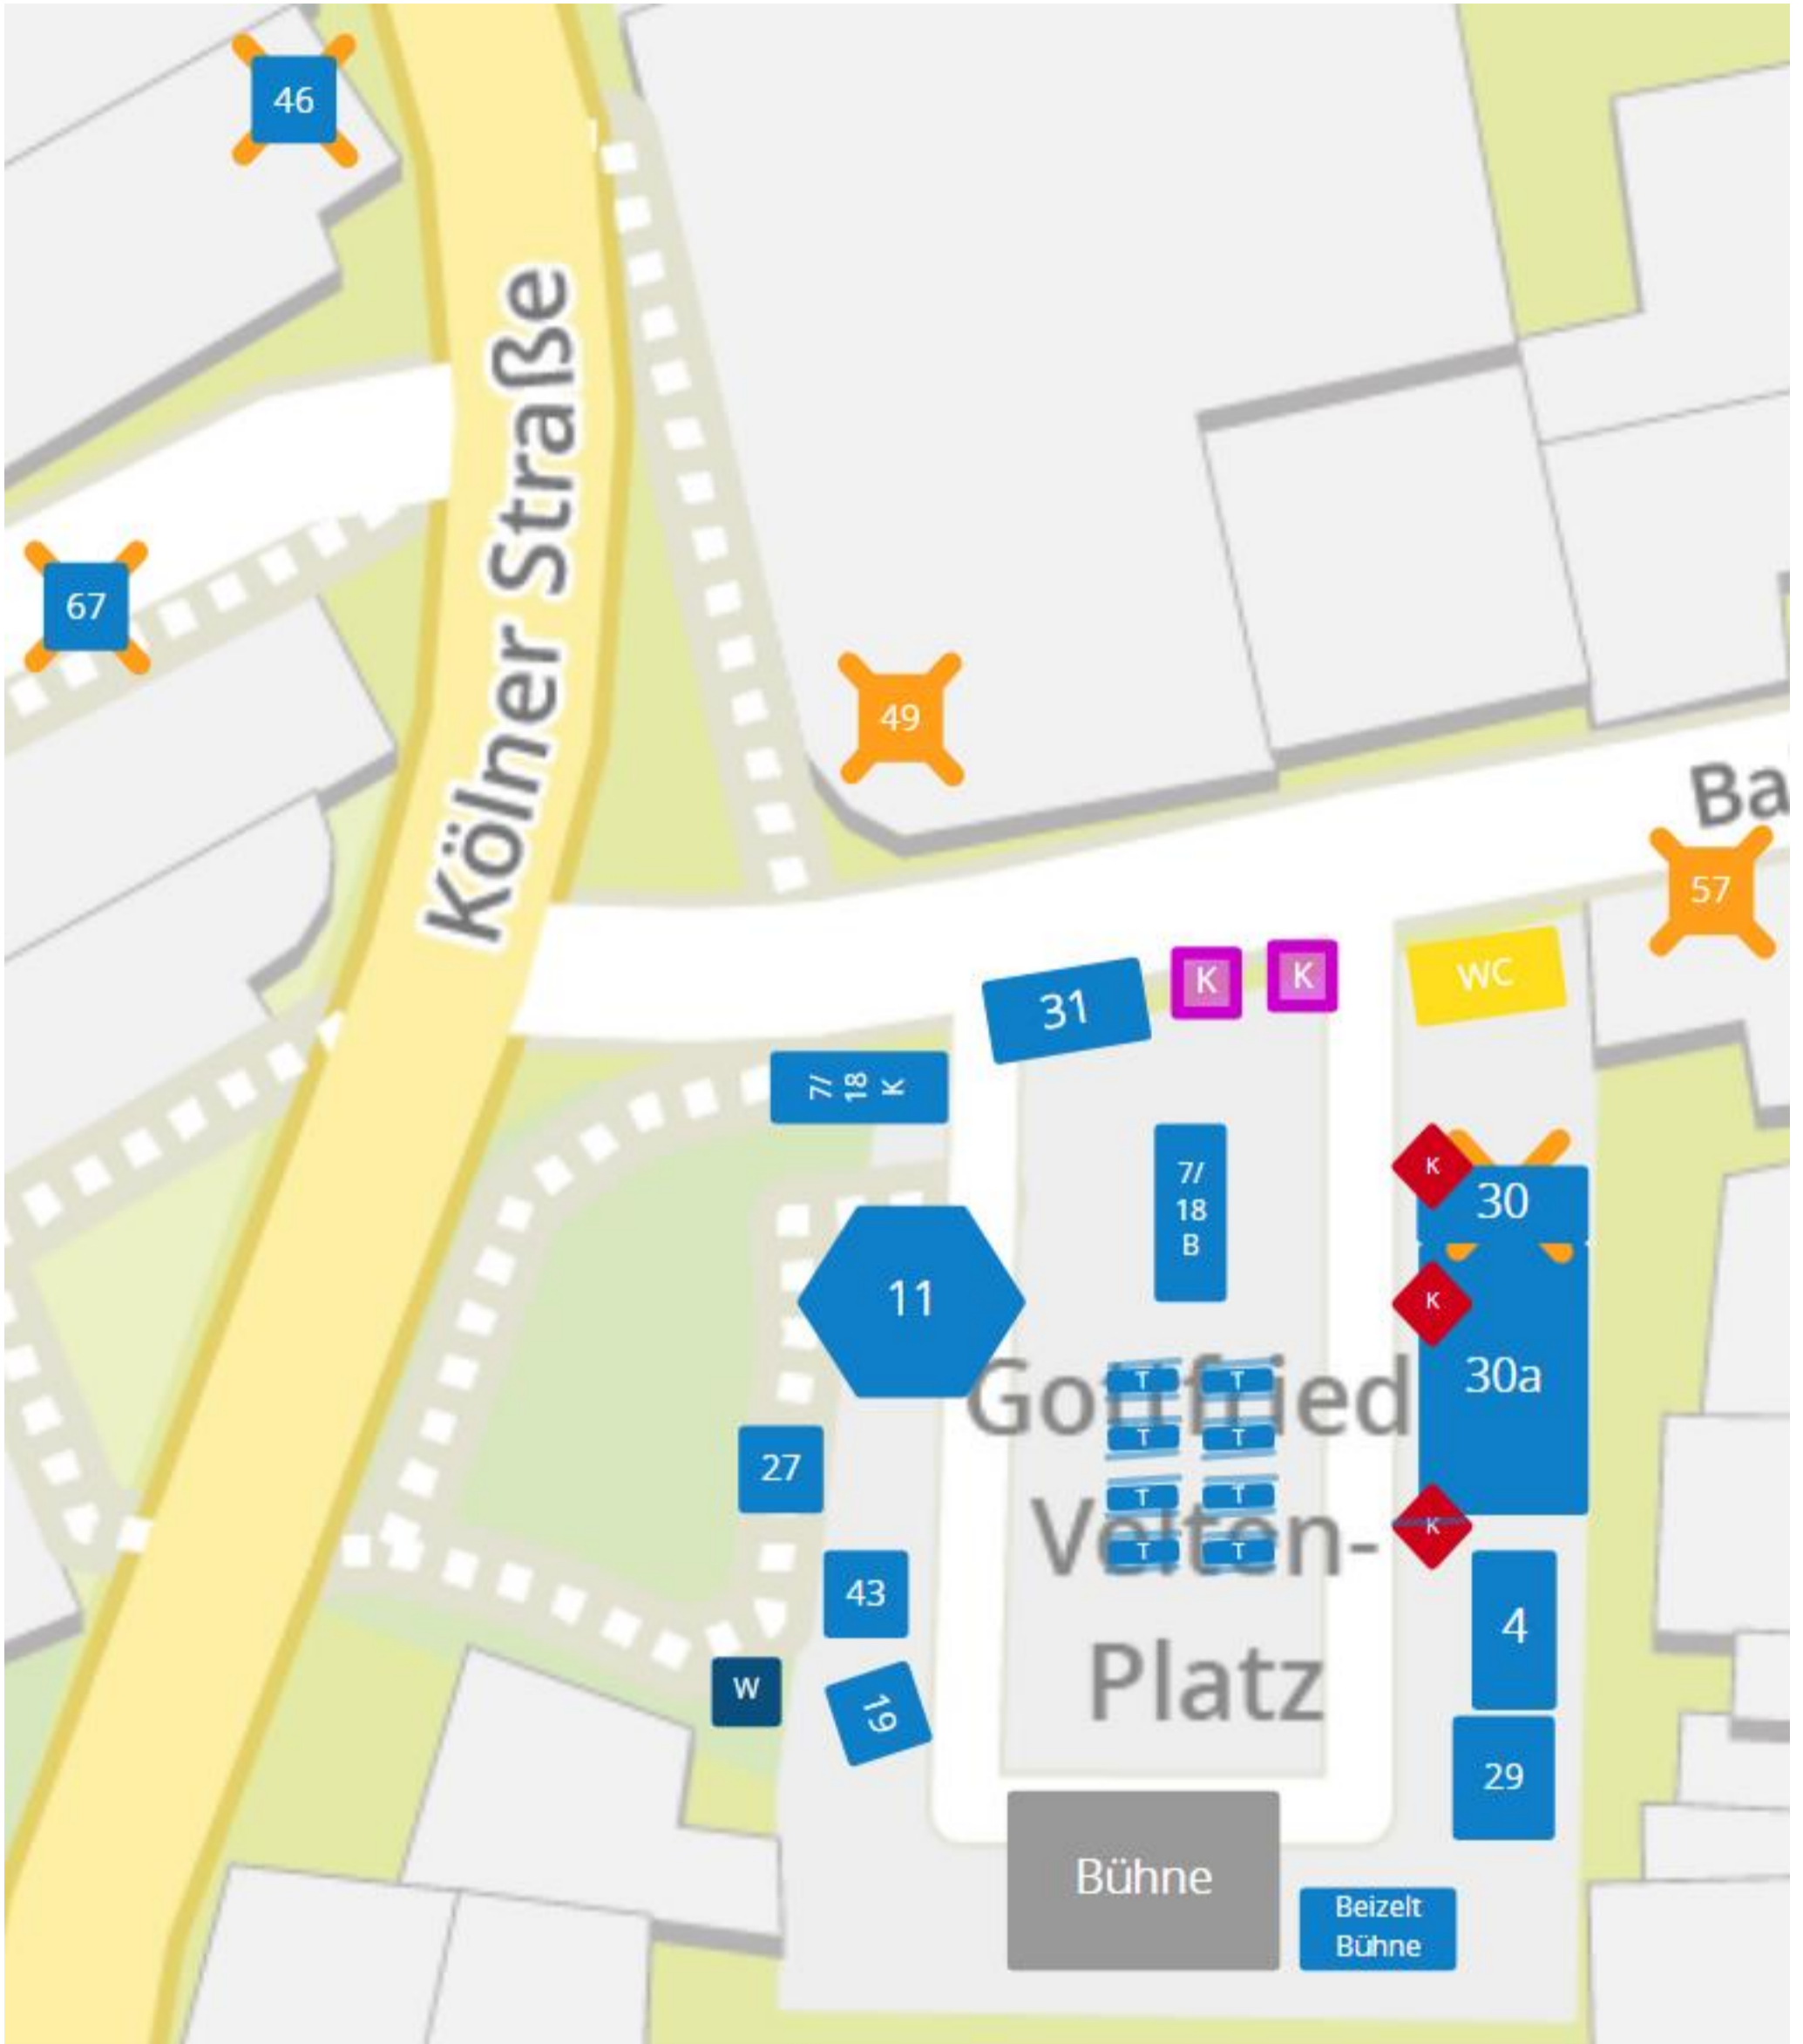 46
Kölner Straße
67
49
Ba
57
31
K
K
WC
7/
18
K
7/
18
B
K
30
11
K
30a
Gottfried
T
T
T
T
27
Velten-
T
T
T
T
K
43
4
Platz
W
19
29
Bühne
Beizelt
Bühne